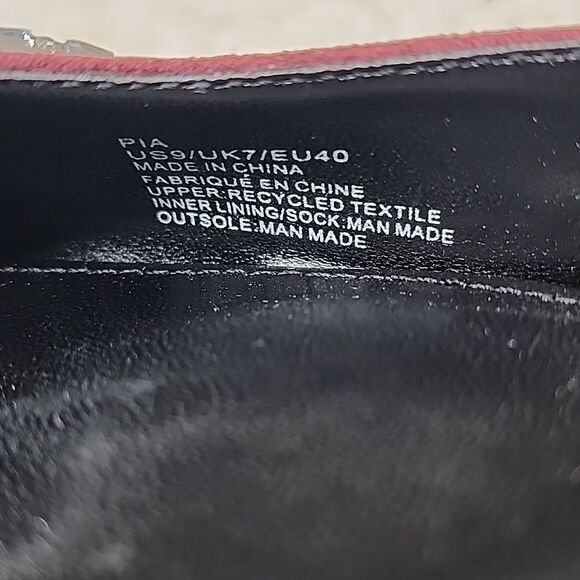 PIA
US9/UK7/EU40
MADE IN CHINA
FABRIQUÉ EN CHINE
UPPER:RECYCLED TEXTILE
INNER LINING/SOCK:MAN MADE
OUTSOLE:MAN MADE